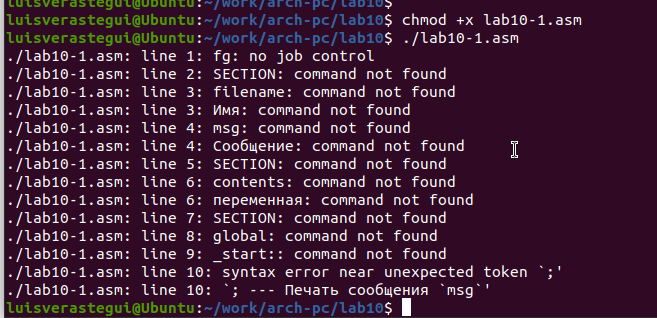 luisverastegui@Ubuntu:~/work/arch-pc/lab10$
luisverastegui@Ubuntu:~/work/arch-pc/lab10$ chmod +x lab10-1.asm
luisverastegui@Ubuntu:~/work/arch-pc/lab10$ ./lab10-1.asm
./lab10-1.asm: line 1: fg: no job control
./lab10-1.asm: line 2: SECTION: command not found
./lab10-1.asm: line 3: filename: command not found
./lab10-1.asm: line 3: Имя: command not found
./lab10-1.asm: line 4: msg: command not found
./lab10-1.asm: line 4: Сообщение: command not found
./lab10-1.asm: line 5: SECTION: command not found
./lab10-1.asm: line 6: contents: command not found
./lab10-1.asm: line 6: переменная: command not found
./lab10-1.asm: line 7: SECTION: command not found
./lab10-1.asm: line 8: global: command not found
./lab10-1.asm: line 9: _start:: command not found
./lab10-1.asm: line 10: syntax error near unexpected token `;'
./lab10-1.asm: line 10: `; --- Печать сообщения `msg`'
luisverastegui@Ubuntu:~/work/arch-pc/lab10$